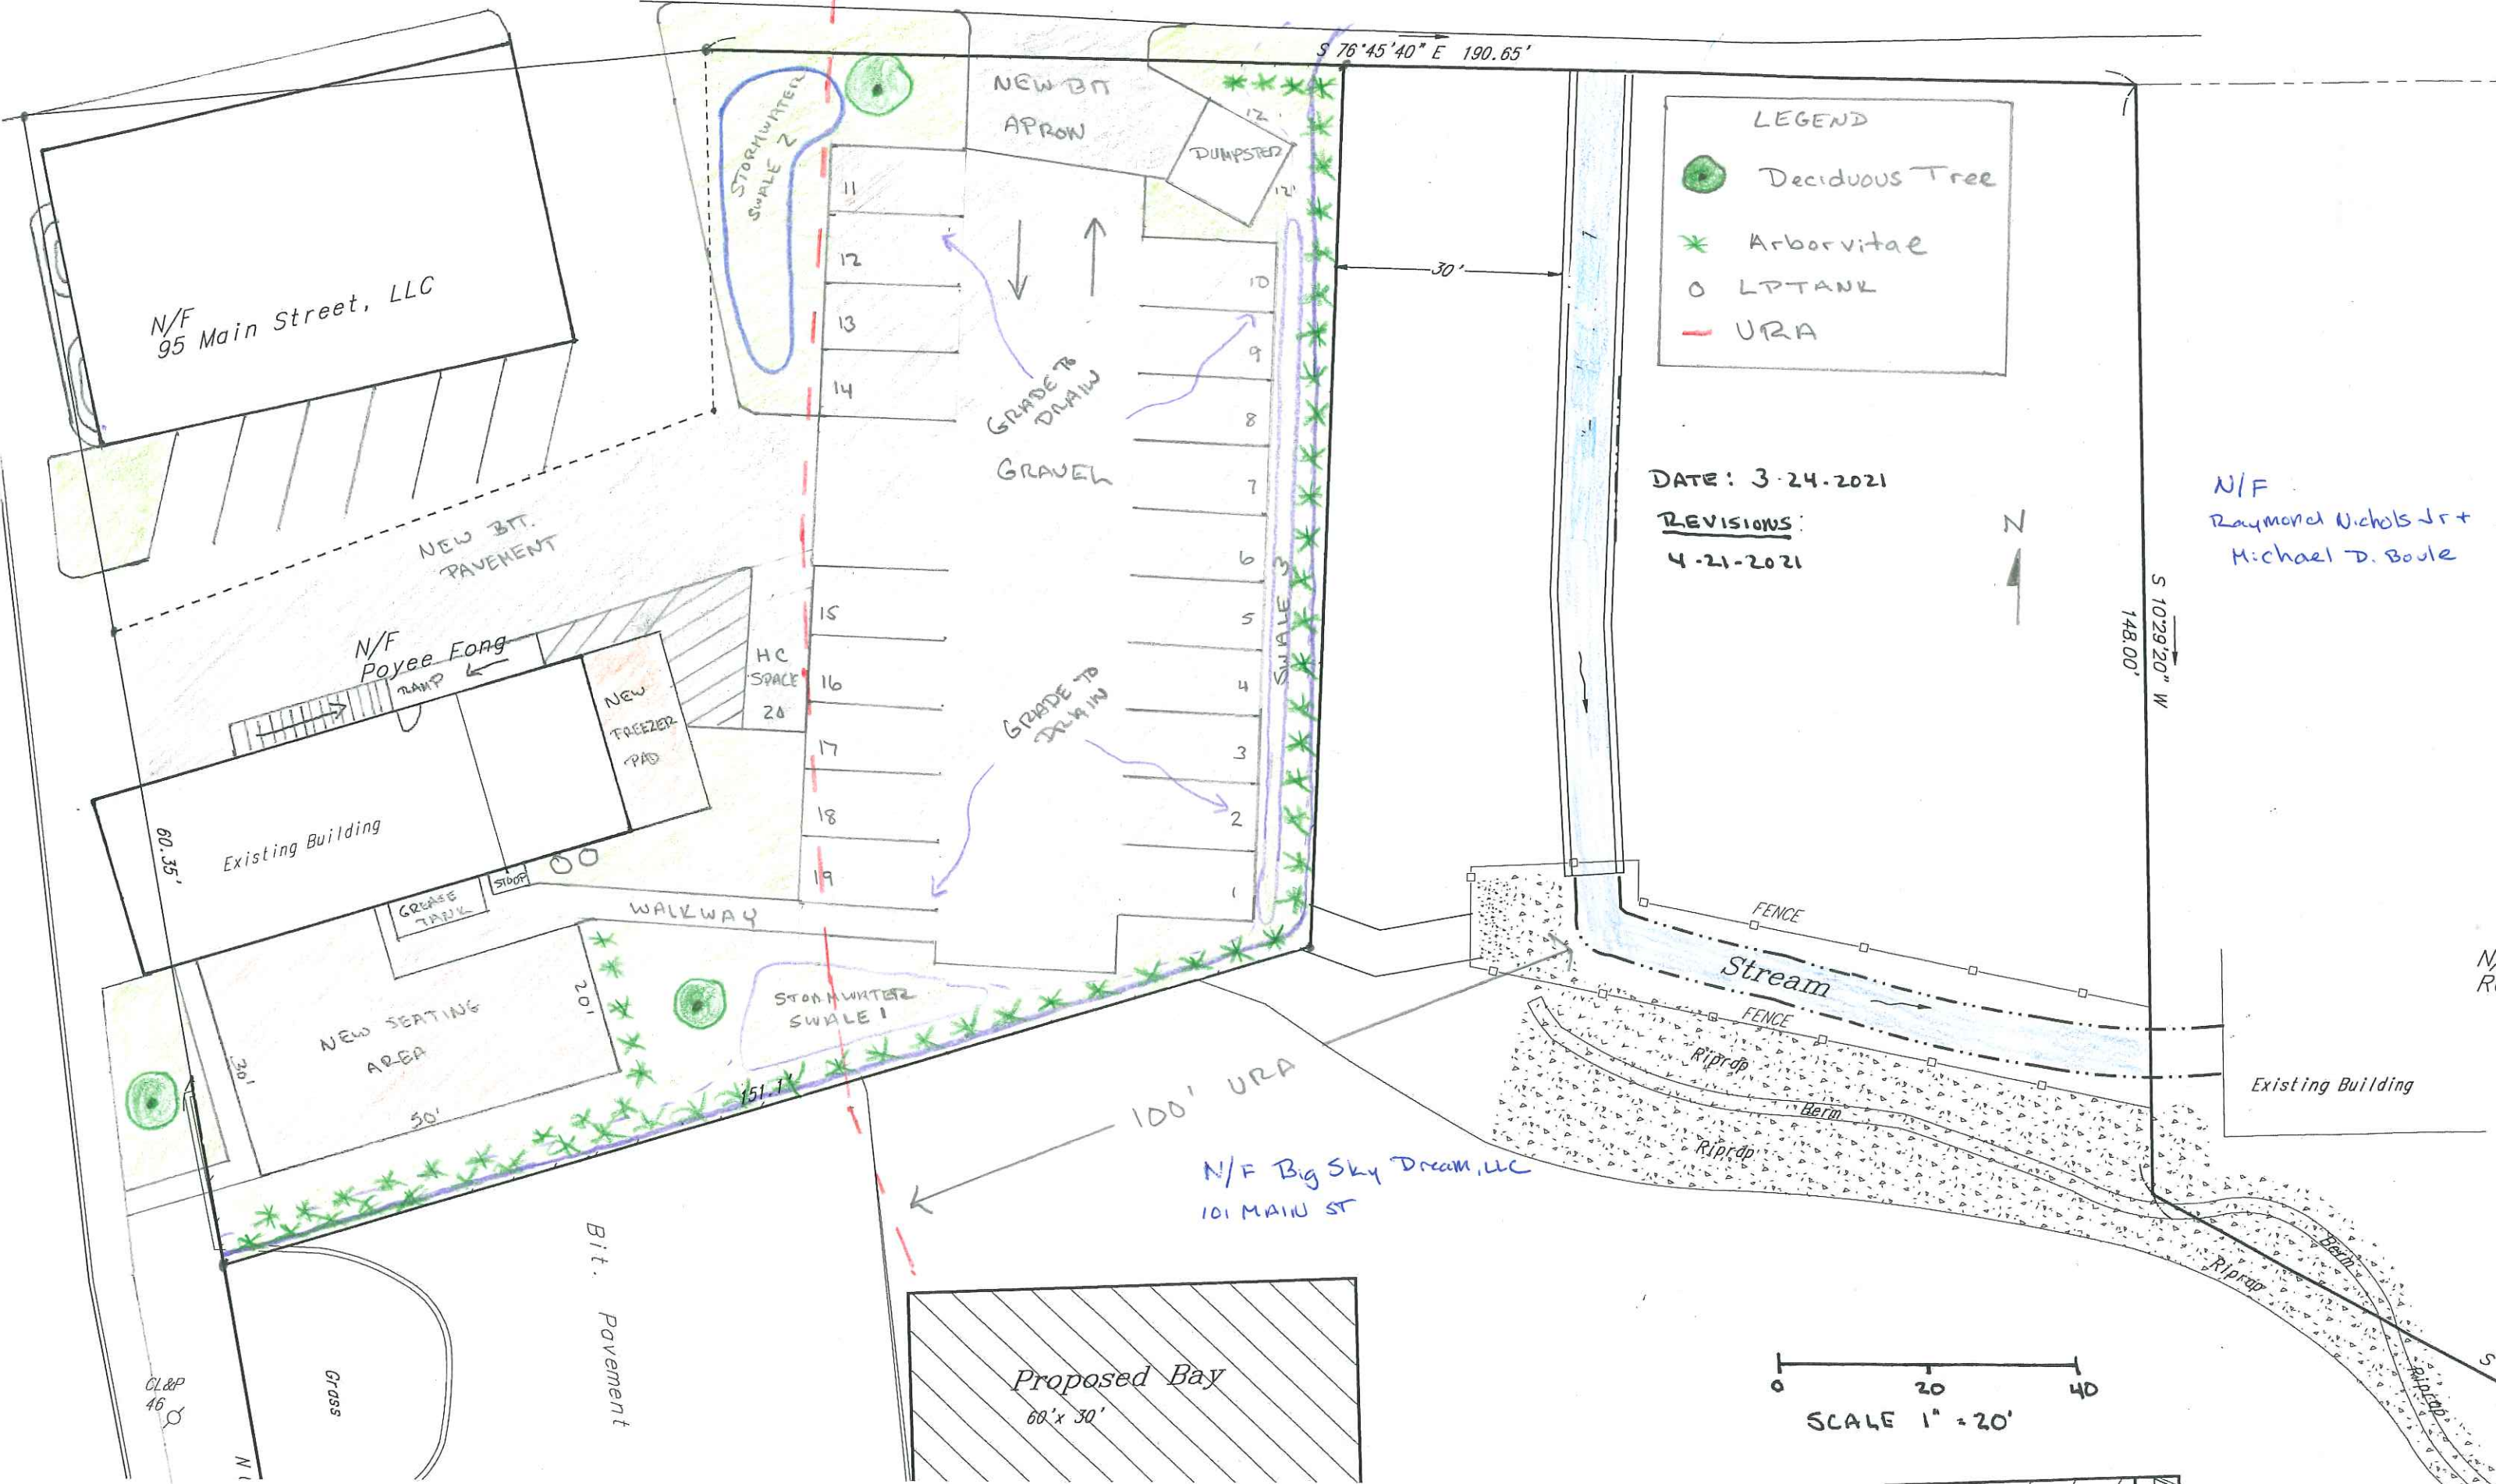 S 76°45'40" E 190.65'
N/F
95 Main Street, LLC
STORMWATER
SWALE 2
NEW BIT
APRON
12'
DUMPSTER
12'
11
12
13
14
GRADE TO
DRAIN
GRAVEL
10
9
8
7
6
5
4
3
2
1
SWALE 3
30'
LEGEND
Deciduous Tree
Arborvitae
LPTANK
URA
DATE: 3-24-2021
REVISIONS:
4-21-2021
N
N/F
Raymond Nichols Jr +
Michael D. Boule
S 10°29'20" W
148.00'
NEW BIT.
PAVEMENT
N/F
Poyee Fong
RAMP
NEW
FREEZER
PAD
HC
SPACE
20
15
16
17
18
19
GRADE TO
DRAIN
60.35'
Existing Building
GREASE
TANK
STOOP
WALKWAY
NEW SEATING
AREA
20'
30'
50'
STORMWATER
SWALE 1
151.1'
100' URA
N/F Big Sky Dream, LLC
101 MAIN ST
FENCE
Stream
FENCE
Riprap
Berm
Riprap
Existing Building
N/
R
Berm
Riprap
Riprap
S
Bit. Pavement
Grass
CL&P
46
N
Proposed Bay
60'x 30'
0 20 40
SCALE 1" = 20'